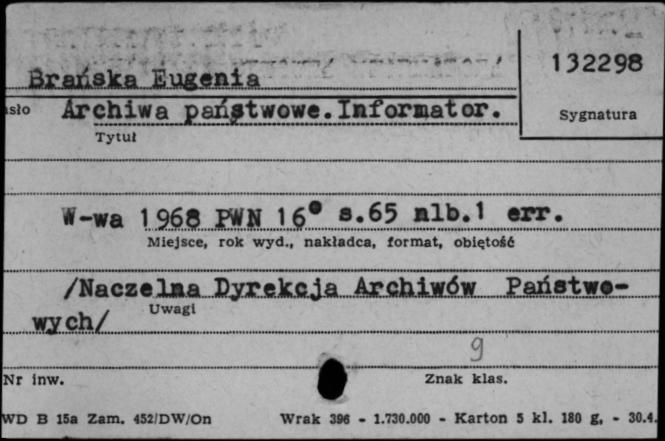 132298
Brańska Eugenia
Sygnatura
Archiwa państwowe.Informator.
Tytuł
W-wa 1968 PWN 16° s.65 nlb.1 err.
Miejsce, rok wyd., nakładca, format, obiętość
/Naczelna Dyrekcja Archiwów Państwo-
Uwagi
wych/
9
Nr inw.
Znak klas.
WD B 15a Zam. 452/DW/On Wrak 396 - 1.730.000 - Karton 5 kl. 180 g, - 30.4.